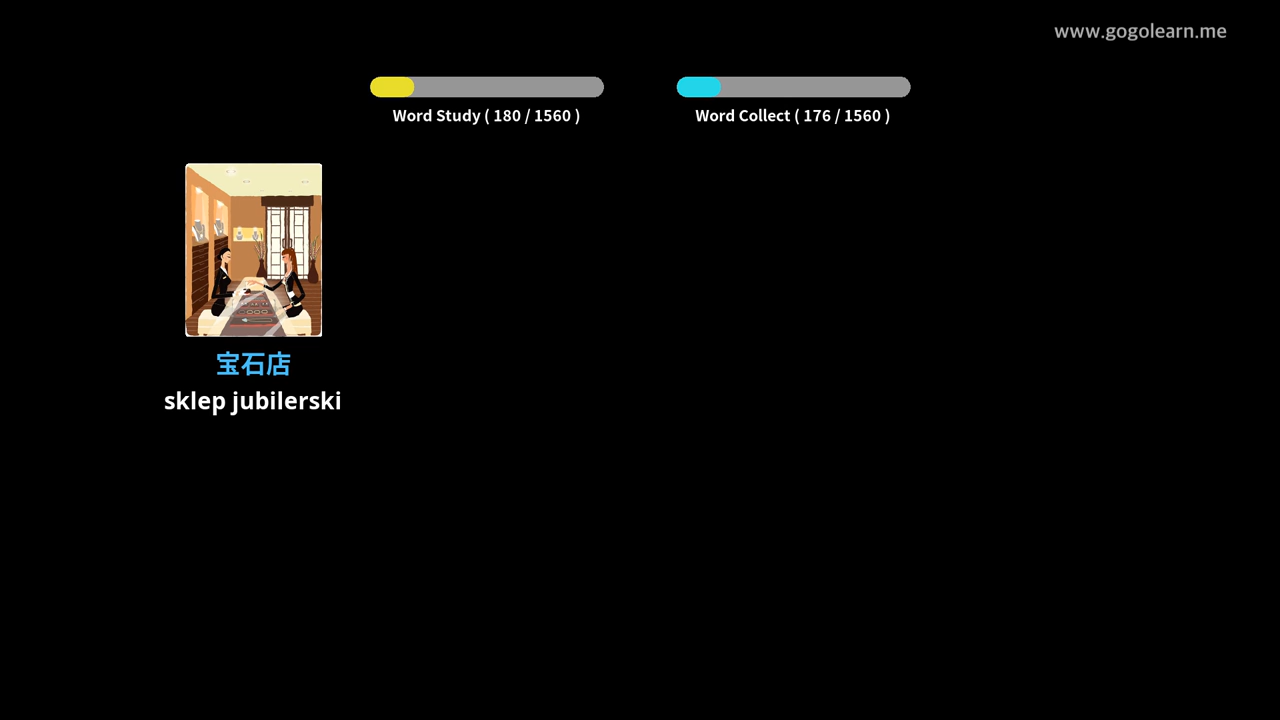 www.gogolearn.me
Word Study ( 180 / 1560 )
Word Collect ( 176 / 1560 )
宝石店
sklep jubilerski